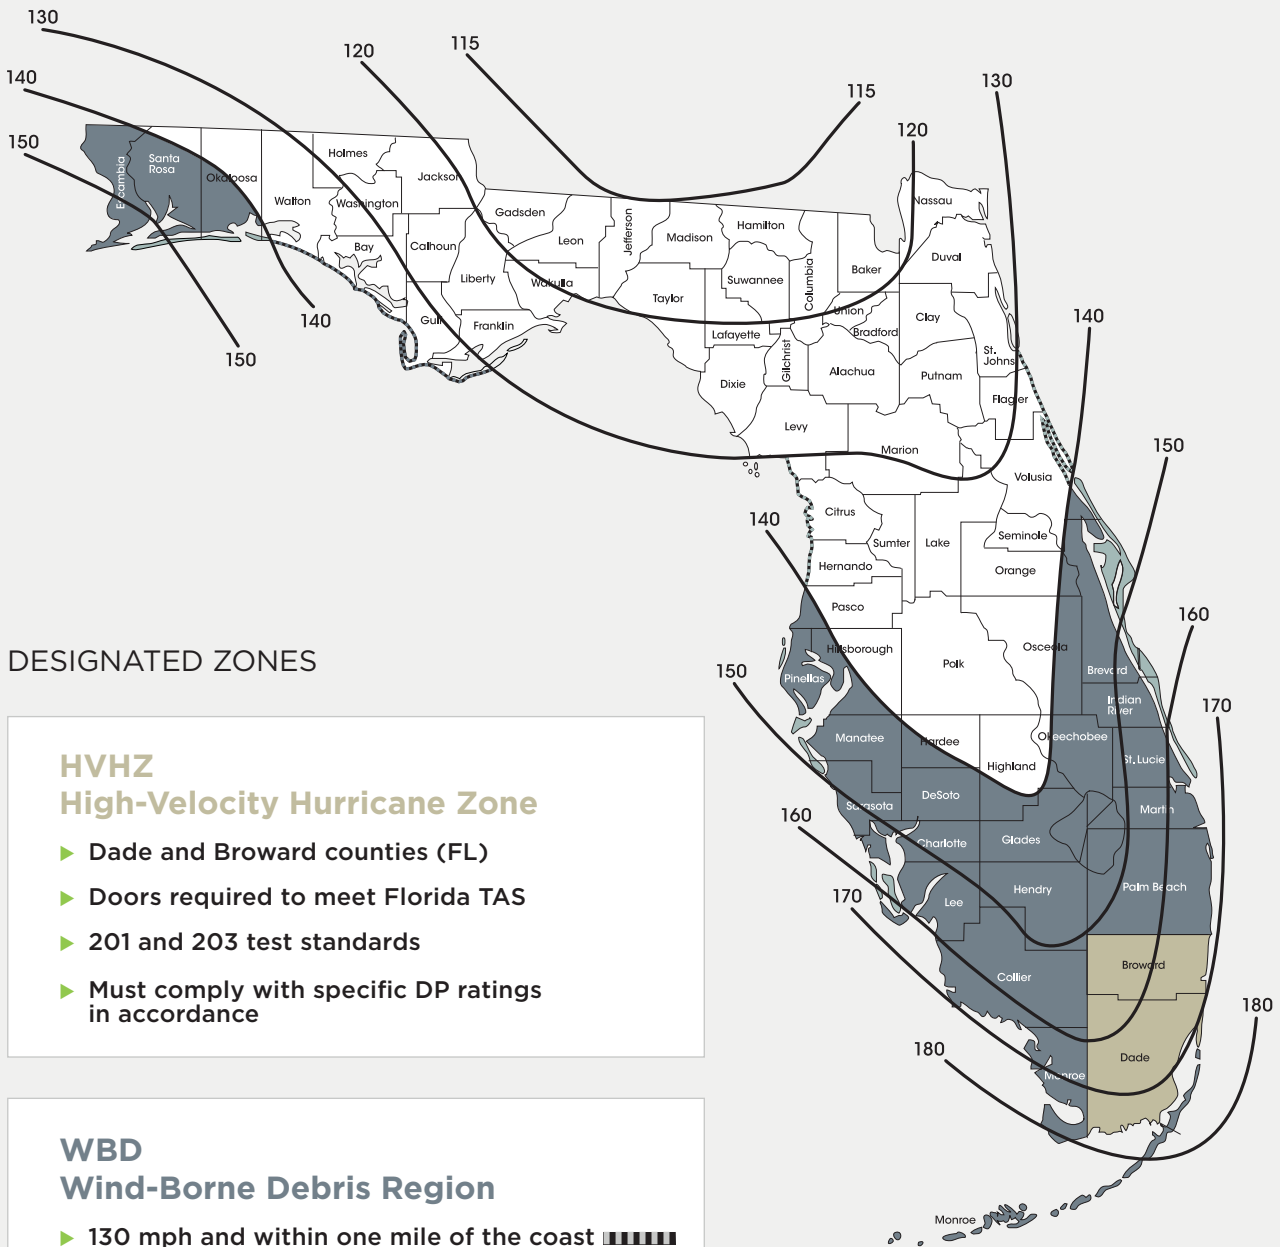 130
115
120
140
150
115
130
120
Holmes
Santa
Rosa
Escambia
Okaloosa
Jackson
Walton
Washington
Nassau
Gadsden
Jefferson
Hamilton
Madison
Leon
Bay
Calhoun
Duval
Baker
Columbia
Suwannee
Liberty
Wakulla
Taylor
140
150
Gulf
Franklin
Union
Clay
140
Bradford
Lafayette
Gilchrist
St.
Johns
Alachua
Putnam
Dixie
Flagler
Levy
Marion
150
Volusia
140
Citrus
Sumter
Lake
Seminole
Hernando
Orange
Pasco
160
Hillsborough
Osceola
DESIGNATED ZONES
Polk
150
Pinellas
Brevard
Indian
River
170
Manatee
Hardee
Okeechobee
Highland
St. Lucie
HVHZ
High-Velocity Hurricane Zone
DeSoto
Sarasota
Martin
160
Charlotte
Glades
Dade and Broward counties (FL)
Doors required to meet Florida TAS
170
Lee
Hendry
Palm Beach
201 and 203 test standards
Must comply with specific DP ratings
in accordance
Collier
Broward
180
180
Dade
Monroe
WBD
Wind-Borne Debris Region
Monroe
130 mph and within one mile of the coast